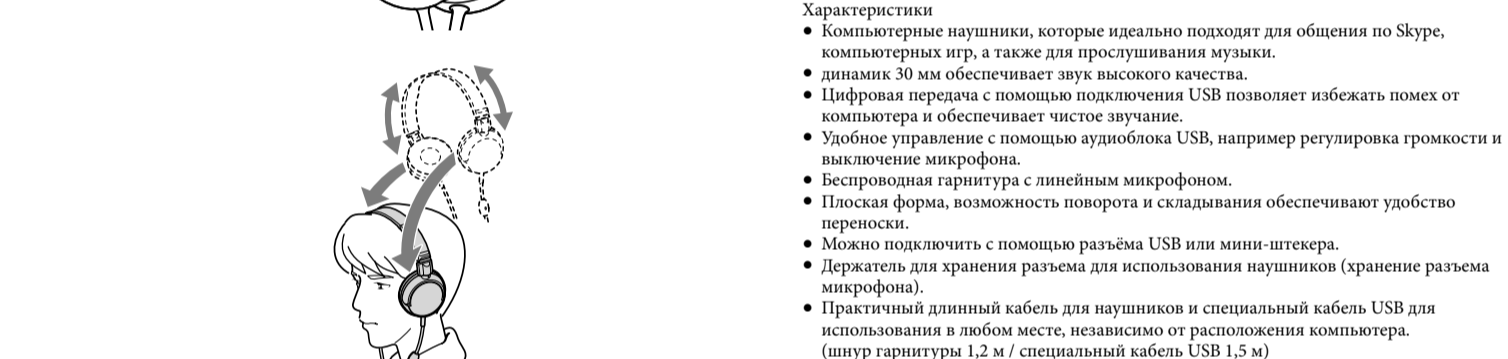 Характеристики
● Компьютерные наушники, которые идеально подходят для общения по Skype,
компьютерных игр, а также для прослушивания музыки.
● динамик 30 мм обеспечивает звук высокого качества.
● Цифровая передача с помощью подключения USB позволяет избежать помех от
компьютера и обеспечивает чистое звучание.
● Удобное управление с помощью аудиоблока USB, например регулировка громкости и
выключение микрофона.
● Беспроводная гарнитура с линейным микрофоном.
● Плоская форма, возможность поворота и складывания обеспечивают удобство
переноски.
● Можно подключить с помощью разъёма USB или мини-штекера.
● Держатель для хранения разъема для использования наушников (хранение разъема
микрофона).
● Практичный длинный кабель для наушников и специальный кабель USB для
использования в любом месте, независимо от расположения компьютера.
(шнур гарнитуры 1,2 м / специальный кабель USB 1,5 м)